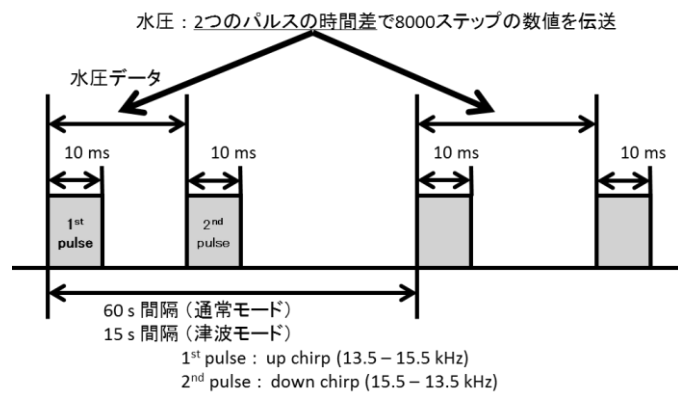 水圧：2つのパルスの時間差で8000ステップの数値を伝送
水圧データ
10 ms 10 ms 10 ms 10 ms
1st pulse
2nd pulse
60 s 間隔（通常モード）
15 s 間隔（津波モード）
1st pulse : up chirp (13.5 – 15.5 kHz)
2nd pulse : down chirp (15.5 – 13.5 kHz)